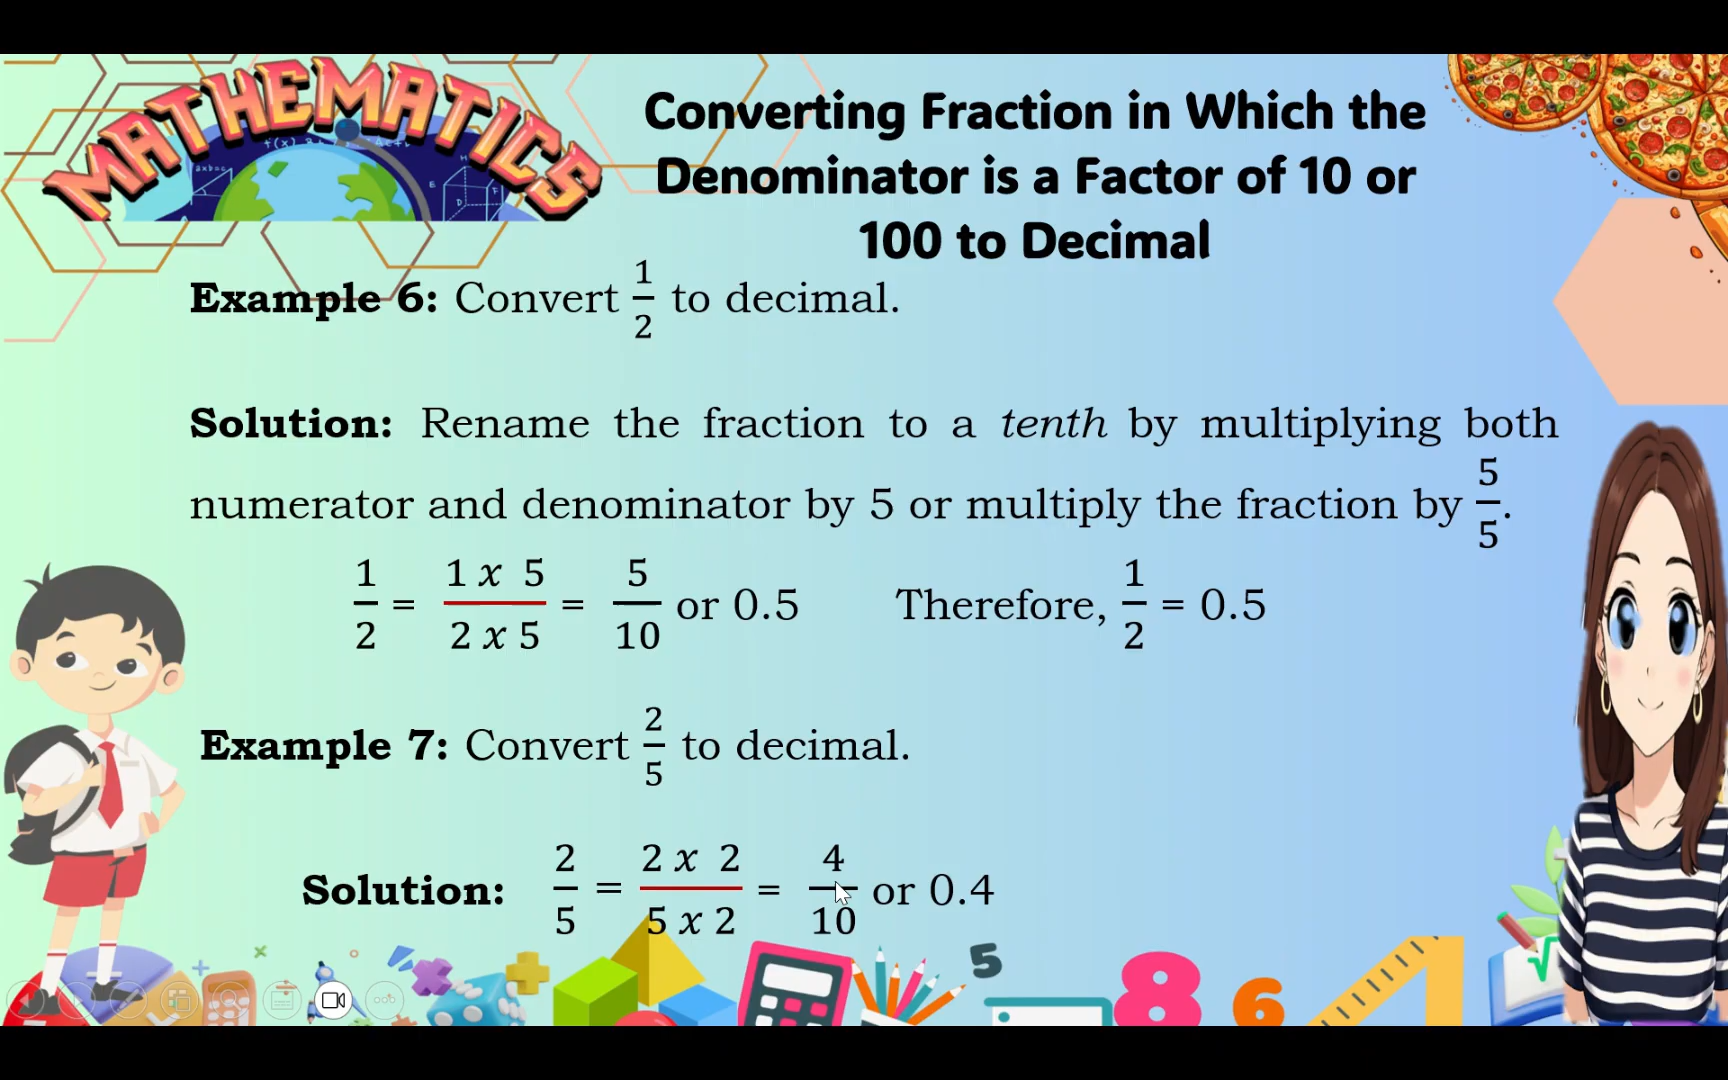 MATHEMATICS
Converting Fraction in Which the
Denominator is a Factor of 10 or
100 to Decimal
Example 6: Convert 1/2 to decimal.
Solution: Rename the fraction to a tenth by multiplying both
numerator and denominator by 5 or multiply the fraction by 5/5.
1/2 = 1 x 5/2 x 5 = 5/10 or 0.5 Therefore, 1/2 = 0.5
Example 7: Convert 2/5 to decimal.
Solution: 2/5 = 2 x 2/5 x 2 = 4/10 or 0.4
5
8
6